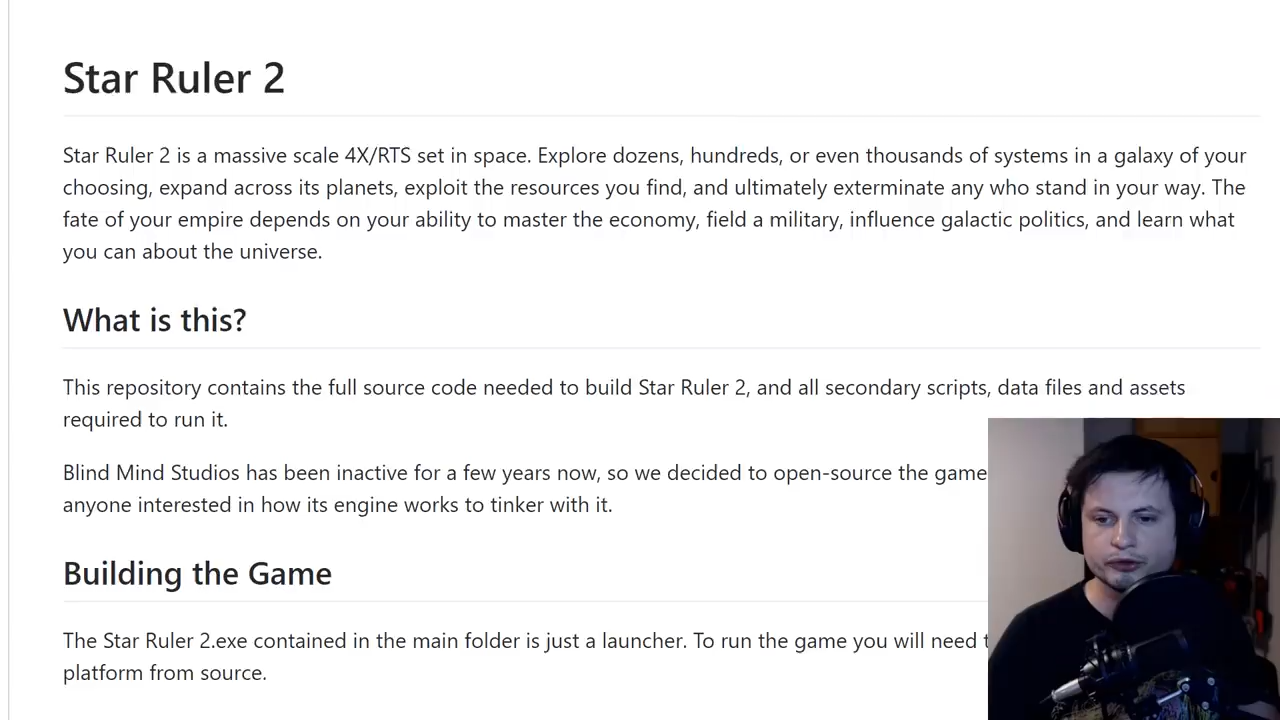 Star Ruler 2
Star Ruler 2 is a massive scale 4X/RTS set in space. Explore dozens, hundreds, or even thousands of systems in a galaxy of your
choosing, expand across its planets, exploit the resources you find, and ultimately exterminate any who stand in your way. The
fate of your empire depends on your ability to master the economy, field a military, influence galactic politics, and learn what
you can about the universe.
What is this?
This repository contains the full source code needed to build Star Ruler 2, and all secondary scripts, data files and assets
required to run it.
Blind Mind Studios has been inactive for a few years now, so we decided to open-source the game
anyone interested in how its engine works to tinker with it.
Building the Game
The Star Ruler 2.exe contained in the main folder is just a launcher. To run the game you will need
platform from source.